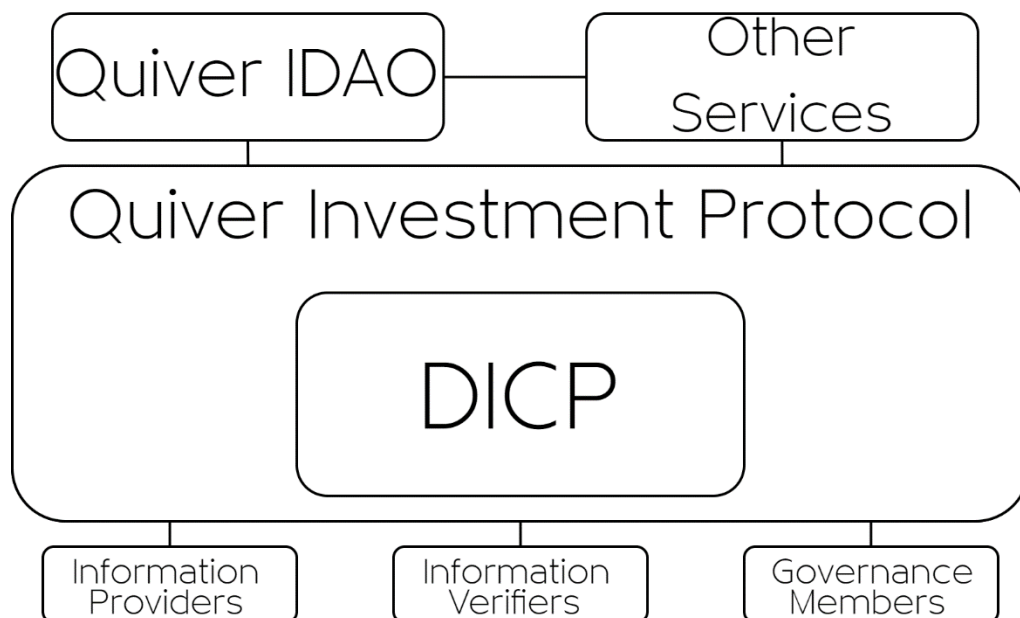 Quiver IDAO
Other
Services
Quiver Investment Protocol
DICP
Information
Providers
Information
Verifiers
Governance
Members